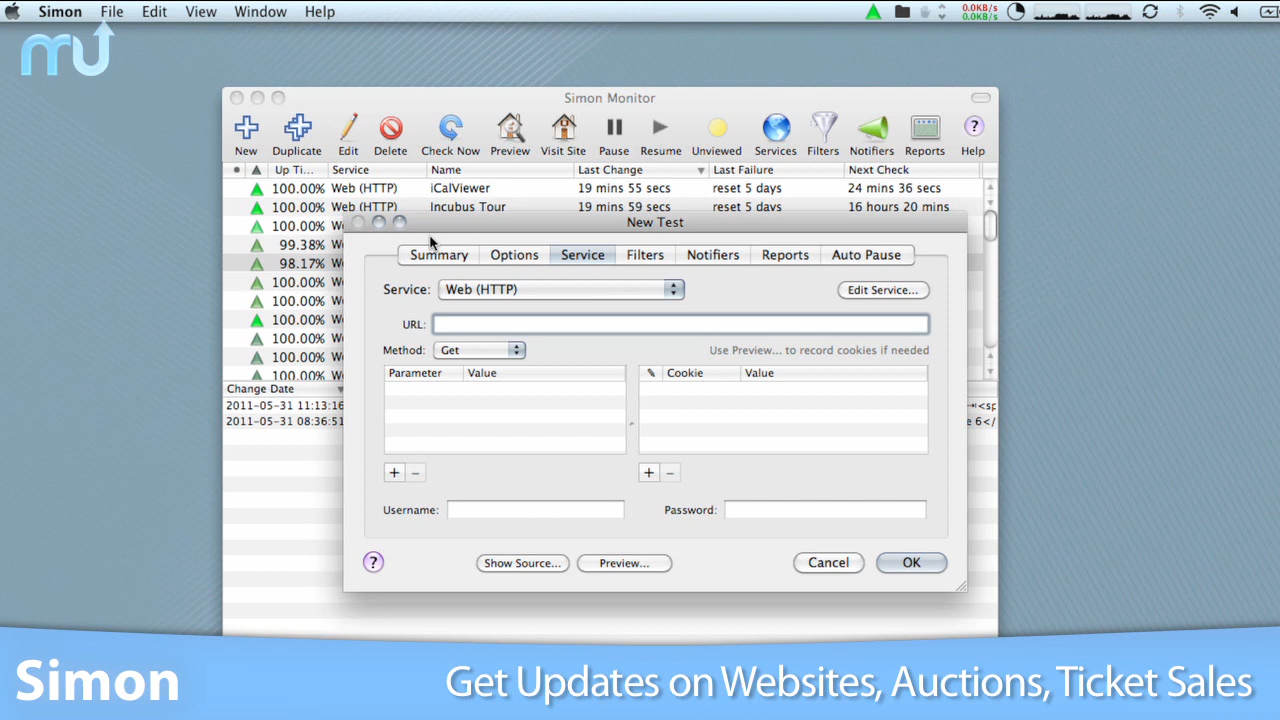 Simon File Edit View Window Help 0.0KB/s
0.0KB/s
mu
Simon Monitor
New Duplicate Edit Delete Check Now Preview Visit Site Pause Resume Unviewed Services Filters Notifiers Reports Help
Up Ti... Service Name Last Change Last Failure Next Check
100.00% Web (HTTP) iCalViewer 19 mins 55 secs reset 5 days 24 mins 36 secs
100.00% Web (HTTP) Incubus Tour 19 mins 59 secs reset 5 days 16 hours 20 mins
100.00%
99.38%
98.17%
100.00%
100.00%
100.00%
100.00%
100.00%
100.00%
Change Date
2011-05-31 11:13:16
2011-05-31 08:36:51
<sp
e 6</
New Test
Summary Options Service Filters Notifiers Reports Auto Pause
Service: Web (HTTP) Edit Service...
URL:
Method: Get Use Preview... to record cookies if needed
Parameter Value % Cookie Value
+ - + -
Username: Password:
? Show Source... Preview... Cancel OK
Simon
Get Updates on Websites, Auctions, Ticket Sales